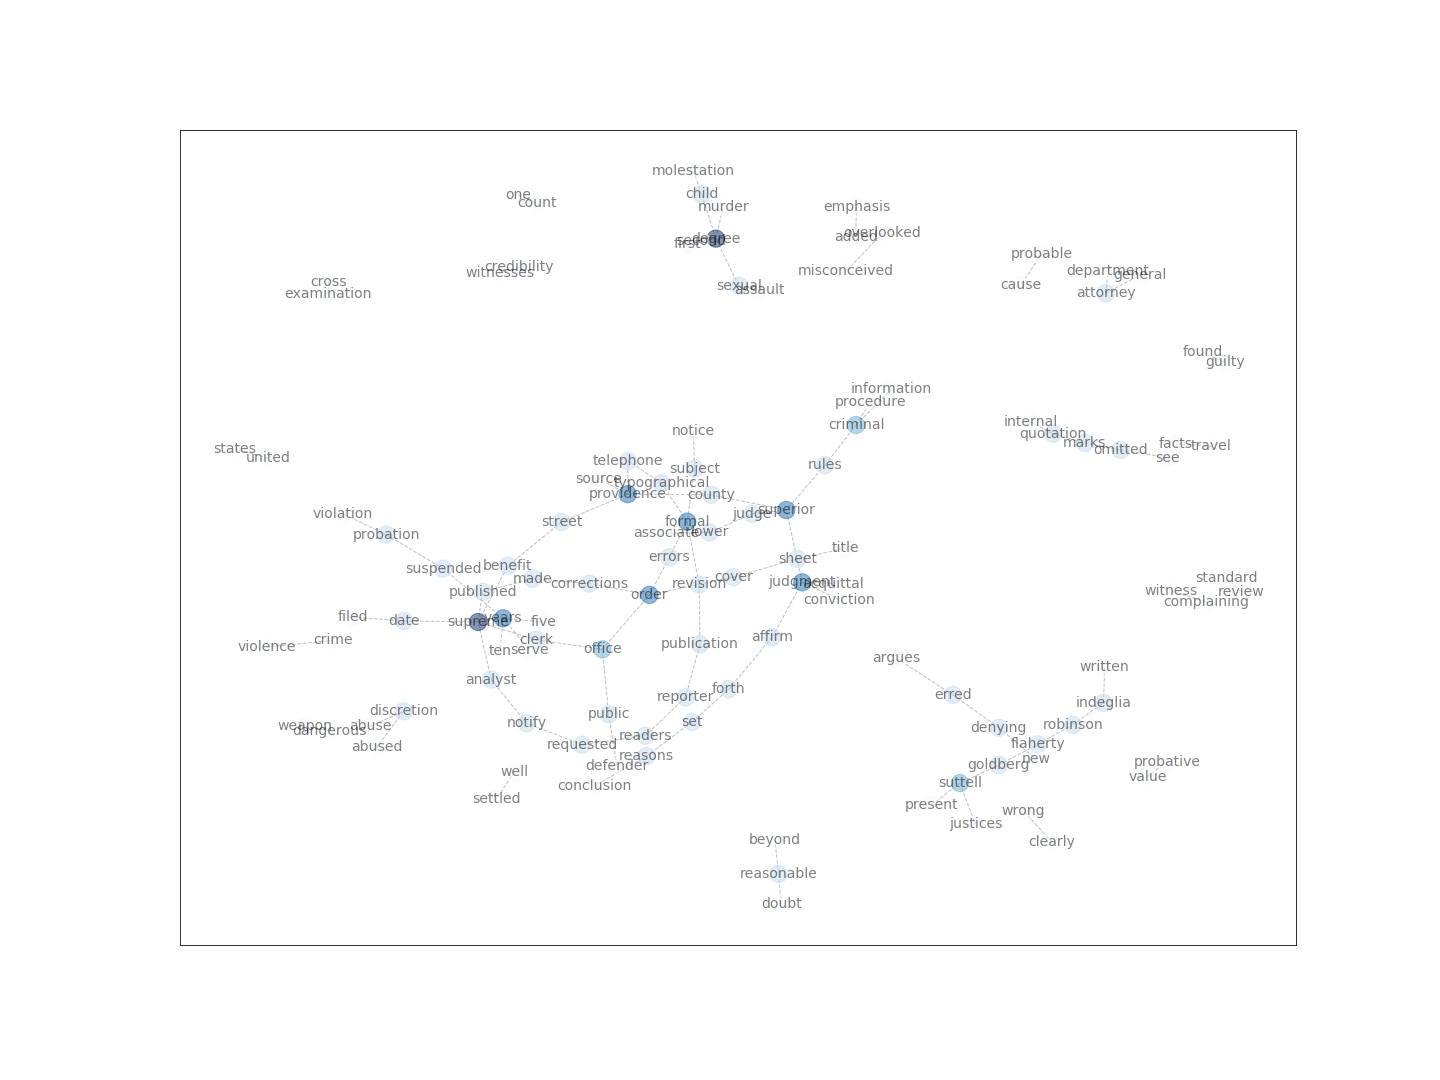 molestation
child
one
count
murder
emphasis
overlooked
added
degree
second
first
probable
credibility
witnesses
misconceived
department
general
cross
examination
cause
attorney
sexual
assault
found
guilty
information
procedure
criminal
internal
quotation
marks
omitted
facts
travel
see
notice
states
united
telephone
subject
rules
source
typographical
providence
county
superior
judge
violation
probation
street
formal
associate
lower
title
errors
sheet
suspended
benefit
made
corrections
published
order
revision
cover
judgment
acquittal
conviction
standard
review
witness
complaining
filed
date
supreme
years
five
clerk
ten
serve
office
publication
affirm
crime
violence
argues
written
analyst
reporter
forth
erred
indeglia
discretion
weapon
dangerous
abuse
abused
notify
public
set
denying
robinson
requested
readers
flaherty
reasons
new
defender
goldberg
probative
value
well
settled
conclusion
suttell
present
justices
wrong
clearly
beyond
reasonable
doubt